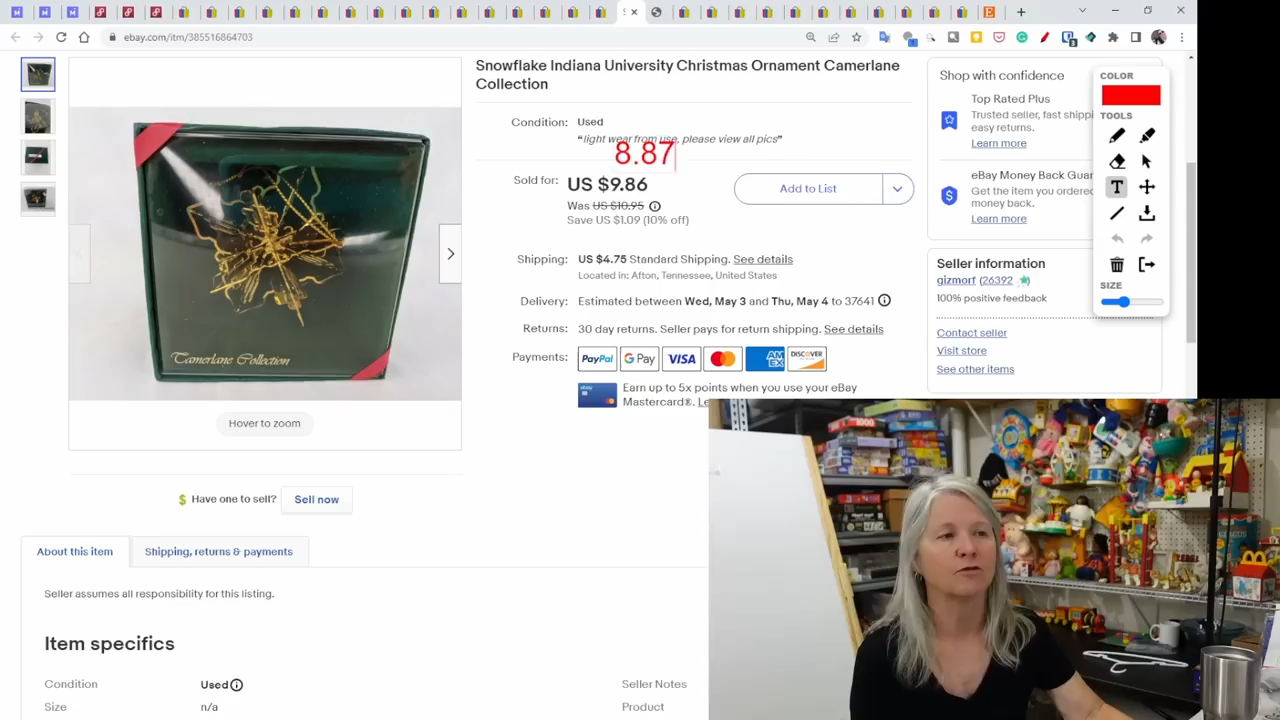 ebay.com/itm/385516864703
Snowflake Indiana University Christmas Ornament Camerlane
Collection
Condition: Used
"light wear from use, please view all pics"
8.87
Sold for: US $9.86
Was US $10.95
Save US $1.09 (10% off)
Add to List
Shipping: US $4.75 Standard Shipping. See details
Located in: Afton, Tennessee, United States
Delivery: Estimated between Wed, May 3 and Thu, May 4 to 37641
Returns: 30 day returns. Seller pays for return shipping. See details
Payments: PayPal G Pay VISA AM EX DISCOVER
ebay
Earn up to 5x points when you use your eBay
Mastercard®. Le
Tamerlane Collection
Hover to zoom
Have one to sell? Sell now
About this item
Shipping, returns & payments
Seller assumes all responsibility for this listing.
Item specifics
Condition Used
Seller Notes
Size n/a
Product
Shop with confidence
Top Rated Plus
Trusted seller, fast shippi
easy returns.
Learn more
eBay Money Back Guar
Get the item you ordere
money back.
Learn more
Seller information
gizmorf (26392
100% positive feedback
Contact seller
Visit store
See other items
COLOR
TOOLS
T
SIZE